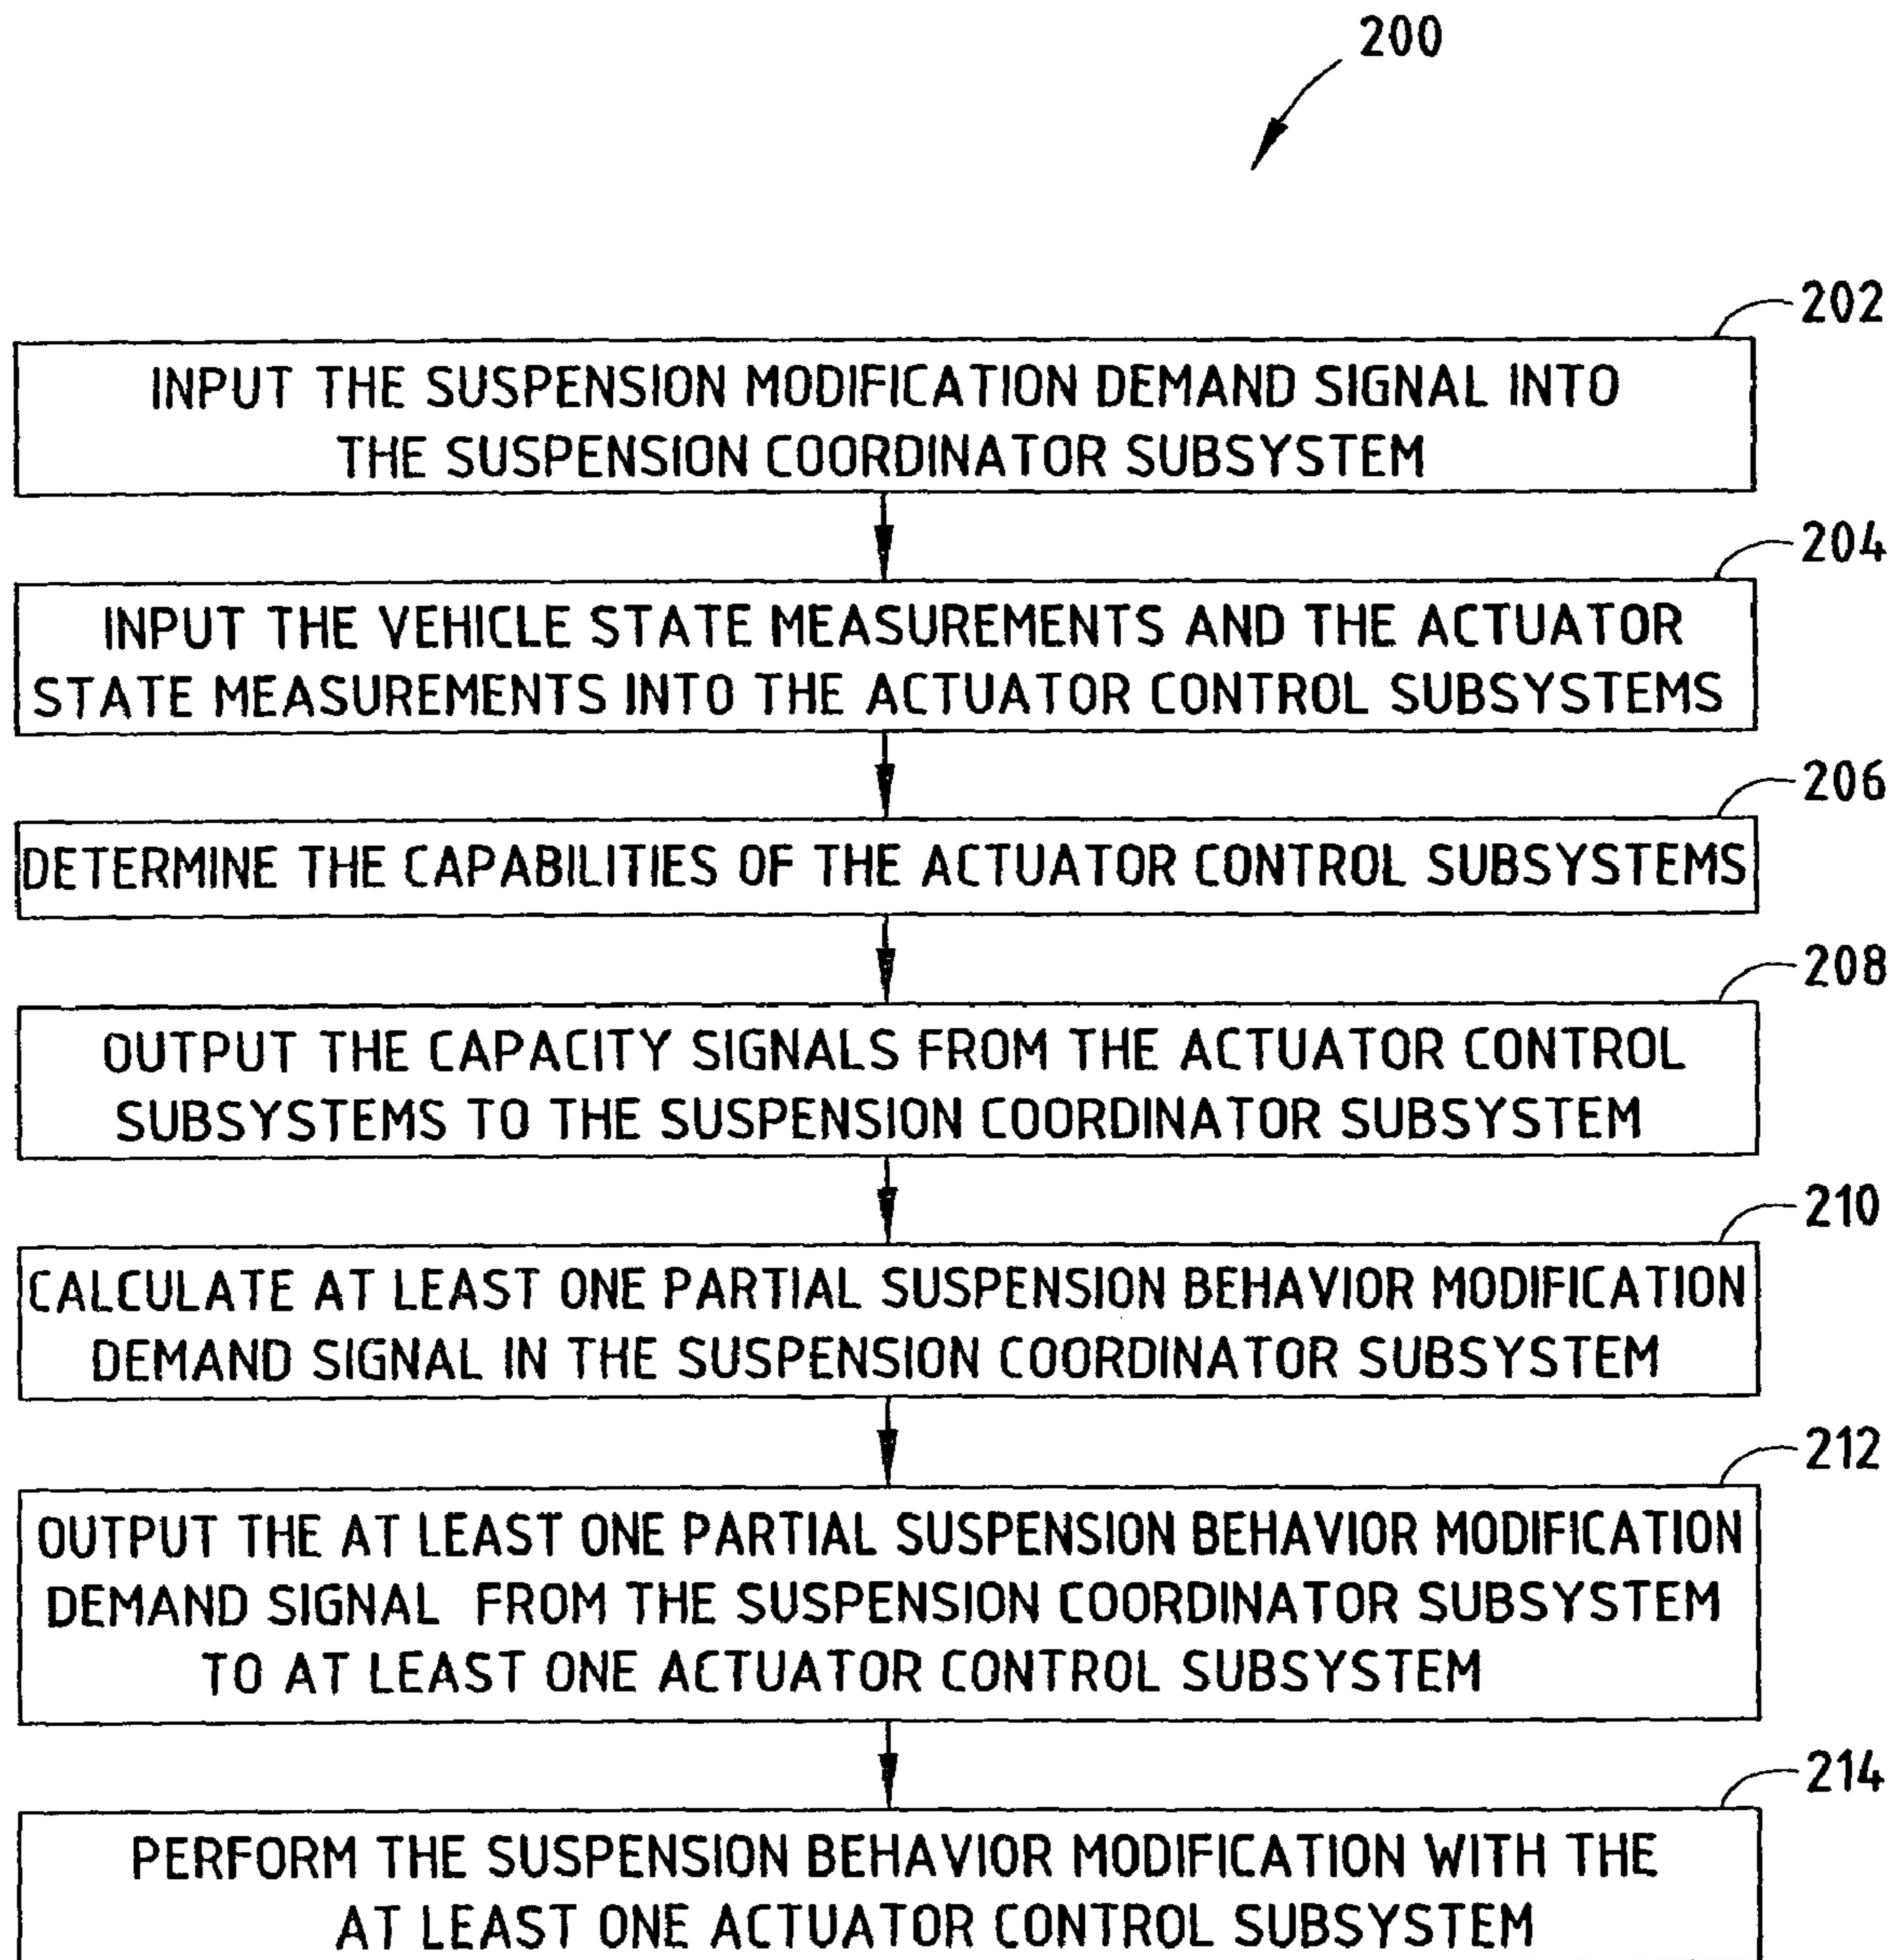 200
202
INPUT THE SUSPENSION MODIFICATION DEMAND SIGNAL INTO
THE SUSPENSION COORDINATOR SUBSYSTEM
204
INPUT THE VEHICLE STATE MEASUREMENTS AND THE ACTUATOR
STATE MEASUREMENTS INTO THE ACTUATOR CONTROL SUBSYSTEMS
206
DETERMINE THE CAPABILITIES OF THE ACTUATOR CONTROL SUBSYSTEMS
208
OUTPUT THE CAPACITY SIGNALS FROM THE ACTUATOR CONTROL
SUBSYSTEMS TO THE SUSPENSION COORDINATOR SUBSYSTEM
210
CALCULATE AT LEAST ONE PARTIAL SUSPENSION BEHAVIOR MODIFICATION
DEMAND SIGNAL IN THE SUSPENSION COORDINATOR SUBSYSTEM
212
OUTPUT THE AT LEAST ONE PARTIAL SUSPENSION BEHAVIOR MODIFICATION
DEMAND SIGNAL FROM THE SUSPENSION COORDINATOR SUBSYSTEM
TO AT LEAST ONE ACTUATOR CONTROL SUBSYSTEM
214
PERFORM THE SUSPENSION BEHAVIOR MODIFICATION WITH THE
AT LEAST ONE ACTUATOR CONTROL SUBSYSTEM